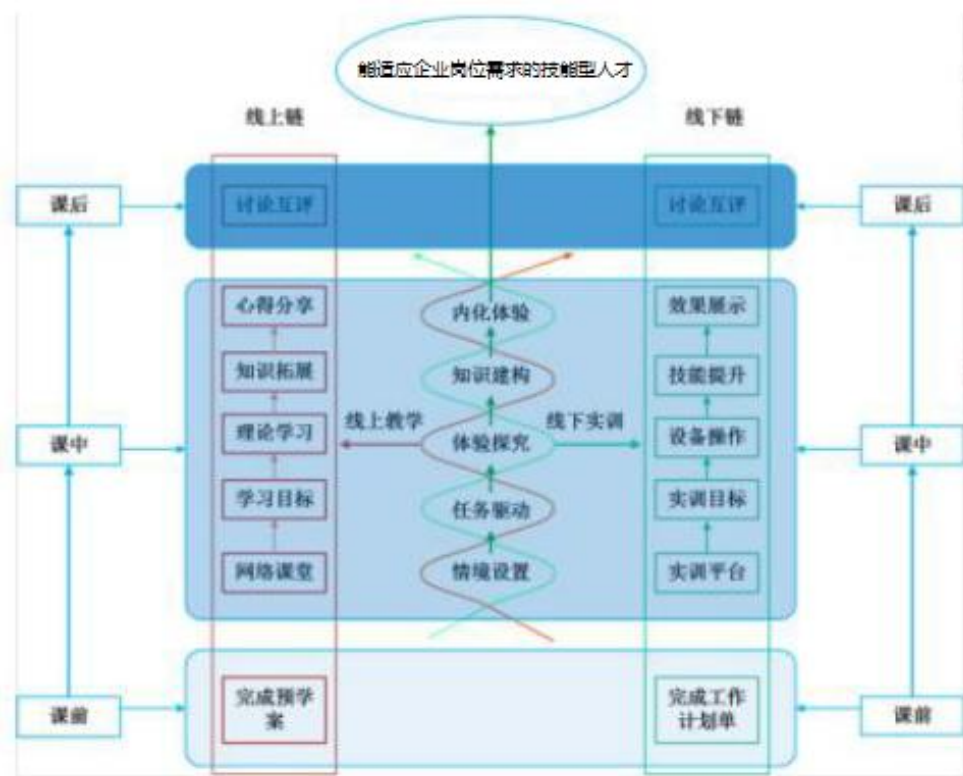 能适应企业岗位需求的技能型人才
线上链
线下链
课后
讨论互评
讨论互评
课后
心得分享
内化体验
效果展示
知识拓展
知识建构
技能提升
课中
理论学习
线上教学
体验探究
线下实训
设备操作
课中
学习目标
任务驱动
实训目标
网络课堂
情境设置
实训平台
课前
完成预学
案
完成工作
计划单
课前